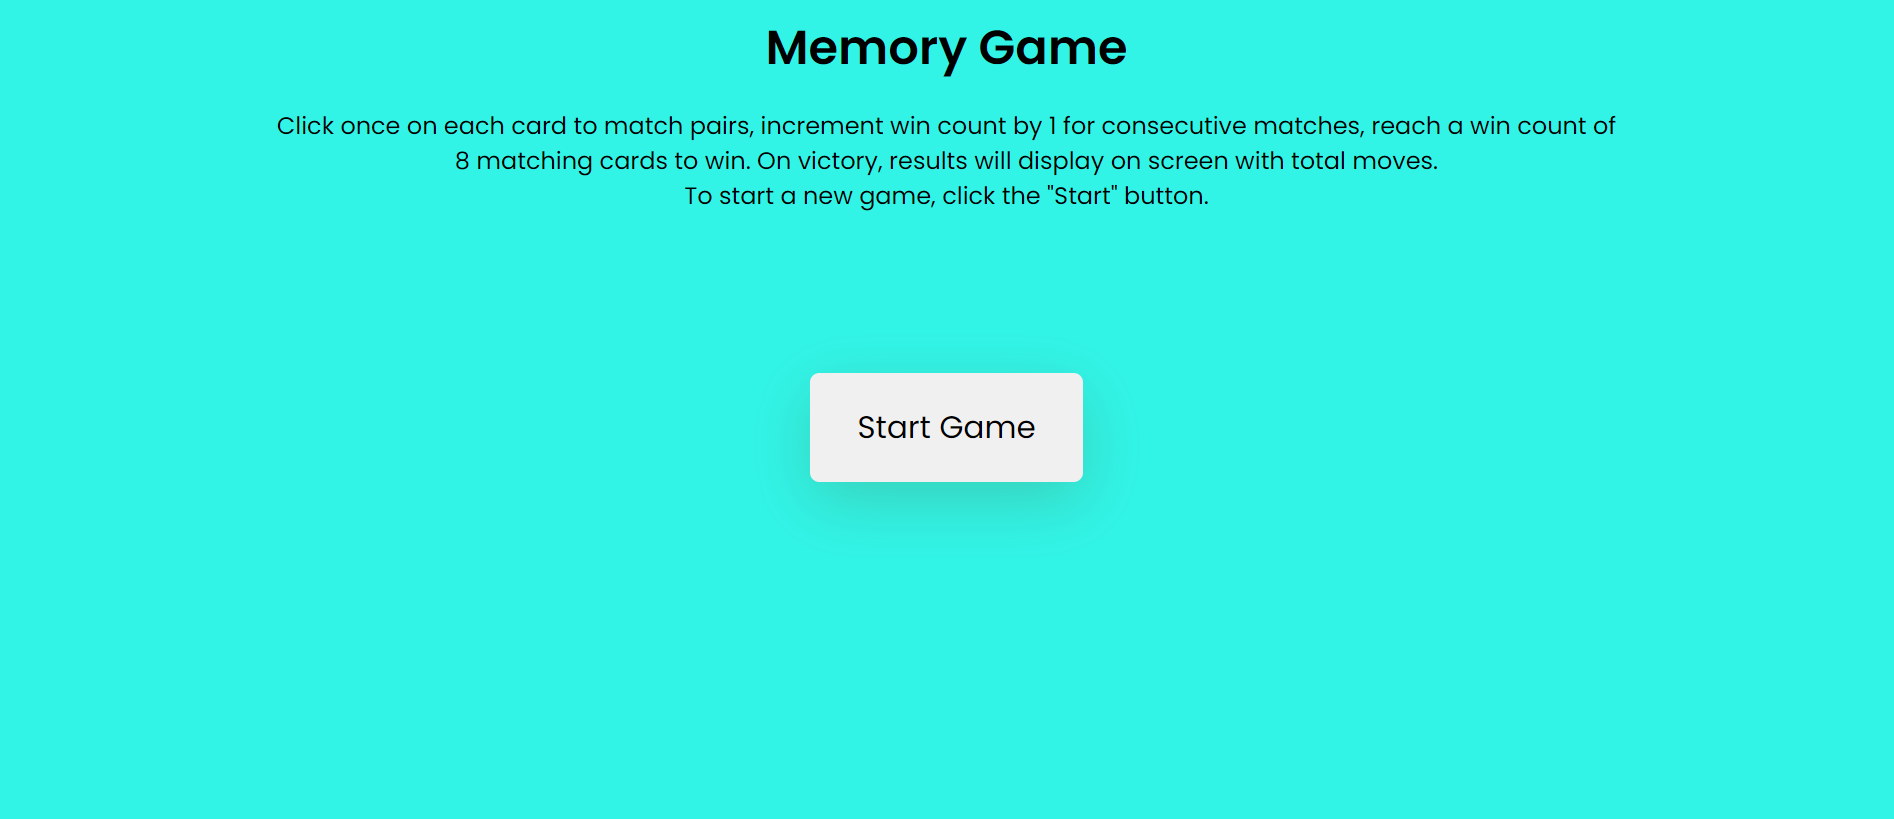 Memory Game
Click once on each card to match pairs, increment win count by 1 for consecutive matches, reach a win count of
8 matching cards to win. On victory, results will display on screen with total moves.
To start a new game, click the "Start" button.
Start Game